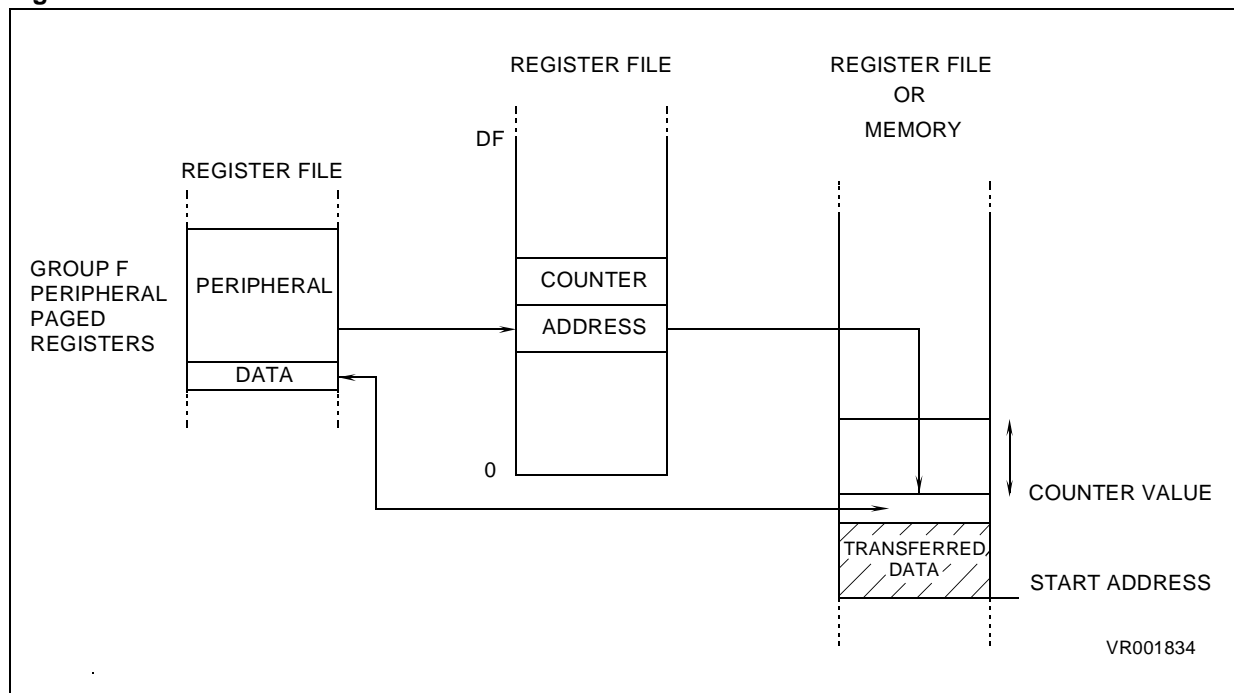 REGISTER FILE
REGISTER FILE
OR
MEMORY
DF
REGISTER FILE
GROUP F
PERIPHERAL
PAGED
REGISTERS
PERIPHERAL
COUNTER
ADDRESS
DATA
0
COUNTER VALUE
TRANSFERRED
DATA
START ADDRESS
VR001834